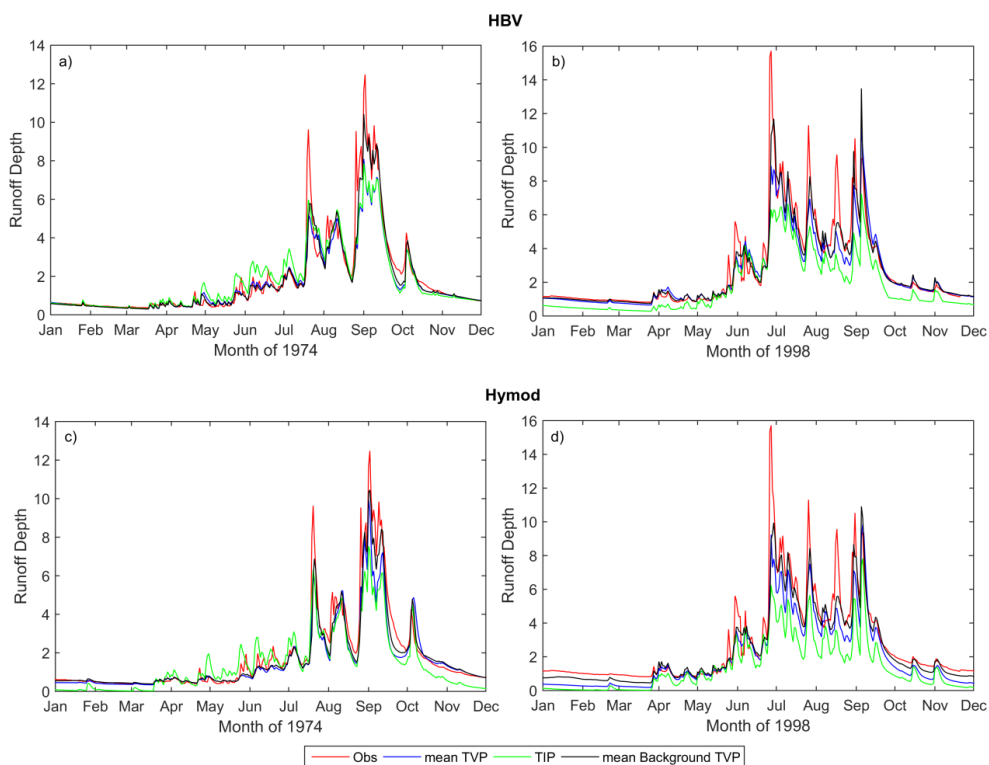 HBV
a)
14
12
10
8
6
4
2
0
Runoff Depth
Jan Feb Mar Apr May Jun Jul Aug Sep Oct Nov Dec
Month of 1974
b)
16
14
12
10
8
6
4
2
0
Runoff Depth
Jan Feb Mar Apr May Jun Jul Aug Sep Oct Nov Dec
Month of 1998
Hymod
c)
14
12
10
8
6
4
2
0
Runoff Depth
Jan Feb Mar Apr May Jun Jul Aug Sep Oct Nov Dec
Month of 1974
d)
16
14
12
10
8
6
4
2
0
Runoff Depth
Jan Feb Mar Apr May Jun Jul Aug Sep Oct Nov Dec
Month of 1998
Obs mean TVP TIP mean Background TVP